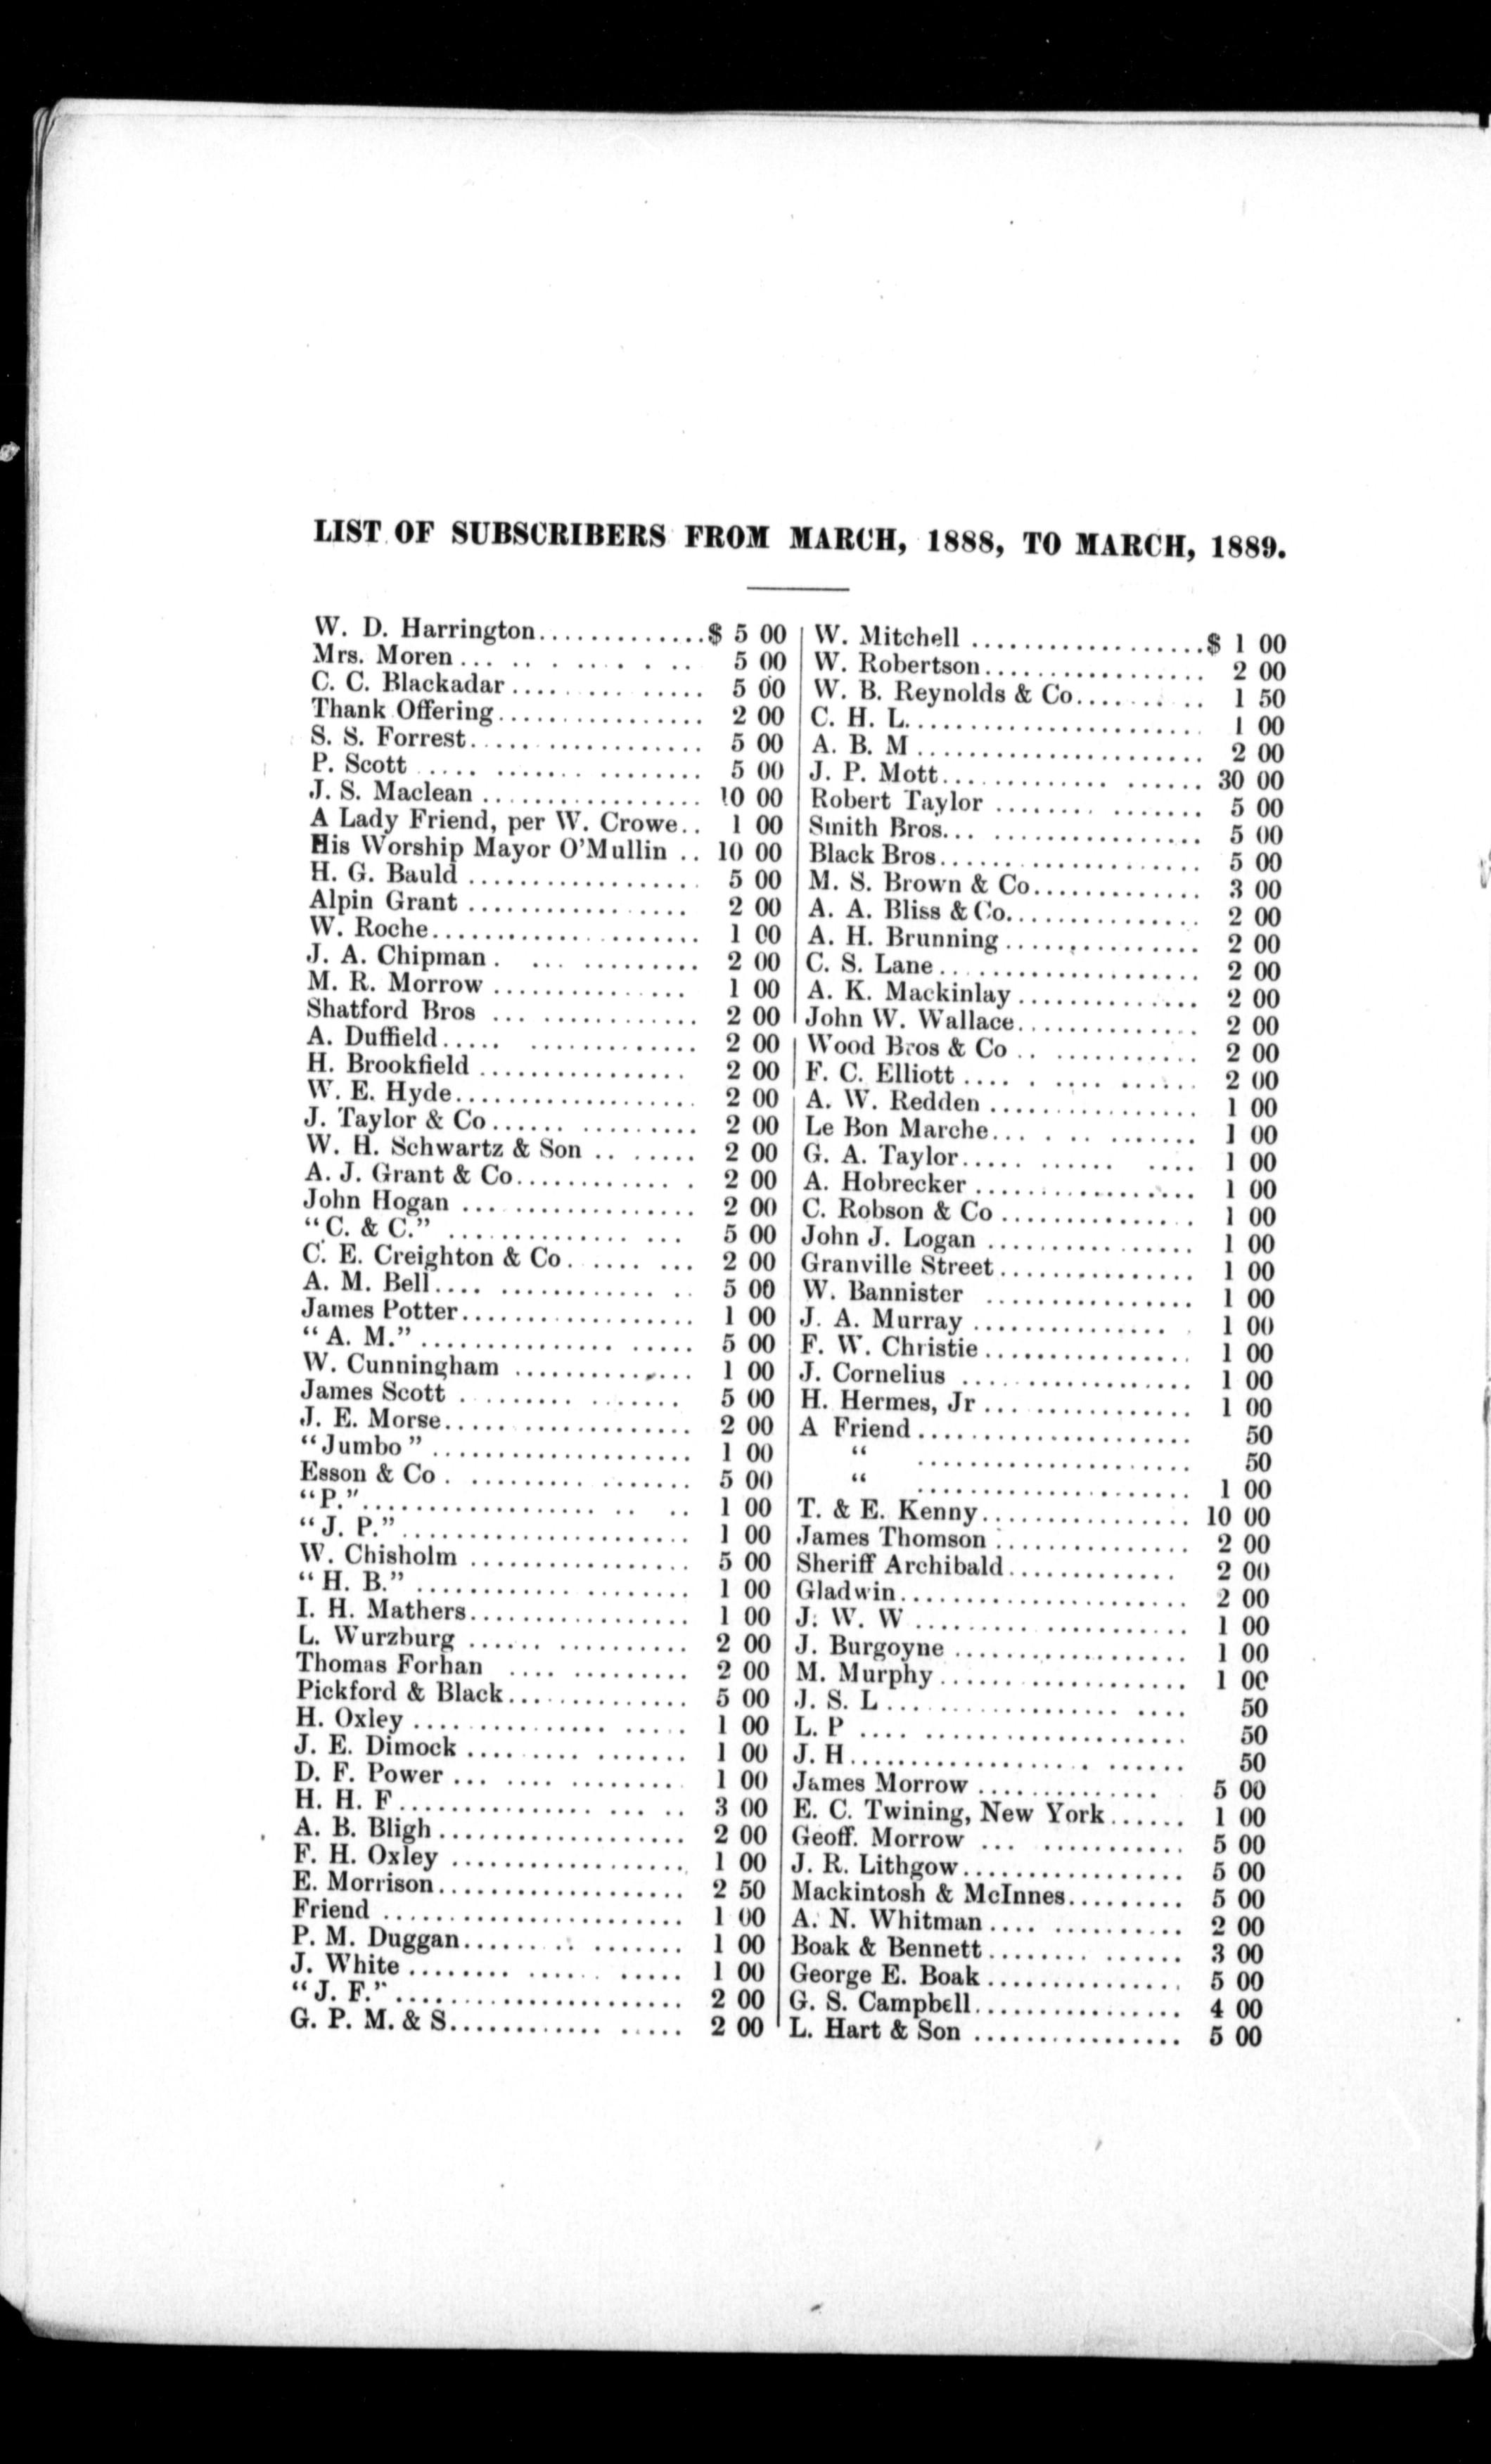 LIST OF SUBSCRIBERS FROM MARCH, 1888, TO MARCH, 1889.
W. D. Harrington.............$ 5 00
Mrs. Moren... .. . ... . . .. 5 00
C. C. Blackadar................ 5 00
Thank Offering................. 2 00
S. S. Forrest................... 5 00
P. Scott .... ................. 5 00
J. S. Maclean .................. 10 00
A Lady Friend, per W. Crowe.. 1 00
His Worship Mayor O'Mullin .. 10 00
H. G. Bauld ................... 5 00
Alpin Grant ................. 2 00
W. Roche...................... 1 00
J. A. Chipman . ... .......... 2 00
M. R. Morrow ............... 1 00
Shatford Bros ... ............. 2 00
A. Duffield..... .............. 2 00
H. Brookfield ................. 2 00
W. E. Hyde.................... 2 00
J. Taylor & Co...... .......... 2 00
W. H. Schwartz & Son .. ...... 2 00
A. J. Grant & Co............. . 2 00
John Hogan ... ................ 2 00
"C. & C." ................ ... 5 00
C. E. Creighton & Co. ..... ... 2 00
A. M. Bell.... ............. .. 5 00
James Potter................... 1 00
"A. M."................ ..... 5 00
W. Cunningham ............... 1 00
James Scott ......... ....... 5 00
J. E. Morse..................... 2 00
"Jumbo" ...................... 1 00
Esson & Co . .......... ....... 5 00
"P."................... .. .. 1 00
"J. P."........................ 1 00
W. Chisholm ................... 5 00
"H. B." ....................... 1 00
I. H. Mathers................... 1 00
L. Wurzburg ...... ........... 2 00
Thomas Forhan .... .......... 2 00
Pickford & Black............... 5 00
H. Oxley ................ ..... 1 00
J. E. Dimock .......... ....... 1 00
D. F. Power ... .... ......... 1 00
H. H. F................ ... .. 3 00
A. B. Bligh..................... 2 00
F. H. Oxley .................... 1 00
E. Morrison..................... 2 50
Friend ......................... 1 00
P. M. Duggan......... .. ....... 1 00
J. White ......... ...... ..... 1 00
"J. F."........................ 2 00
G. P. M. & S............. ..... 2 00
W. Mitchell ...................$ 1 00
W. Robertson................... 2 00
W. B. Reynolds & Co........... 1 50
C. H. L......................... 1 00
A. B. M ........................ 2 00
J. P. Mott.............. ...... 30 00
Robert Taylor ......... ....... 5 00
Smith Bros... ................. 5 00
Black Bros...................... 5 00
M. S. Brown & Co.............. 3 00
A. A. Bliss & Co................ 2 00
A. H. Brunning................. 2 00
C. S. Lane...................... 2 00
A. K. Mackinlay............... 2 00
John W. Wallace............... 2 00
Wood Bros & Co .. ............ 2 00
F. C. Elliott .... . .... ...... 2 00
A. W. Redden .................. 1 00
Le Bon Marche... . .. ....... 1 00
G. A. Taylor..... ...... .... 1 00
A. Hobrecker ................... 1 00
C. Robson & Co ................ 1 00
John J. Logan .................. 1 00
Granville Street................ 1 00
W. Bannister ................. 1 00
J. A. Murray ................ . 1 00
F. W. Christie................. 1 00
J. Cornelius .................... 1 00
H. Hermes, Jr .................. 1 00
A Friend....................... 50
" ....................... 50
" ....................... 1 00
T. & E. Kenny................. 10 00
James Thomson ................ 2 00
Sheriff Archibald............. 2 00
Gladwin........................ 2 00
J. W. W ....................... 1 00
J. Burgoyne .................... 1 00
M. Murphy..................... 1 00
J. S. L................... .... 50
L. P .... ...................... 50
J. H..................... ...... 50
James Morrow ............... 5 00
E. C. Twining, New York...... 1 00
Geoff. Morrow ... ............ 5 00
J. R. Lithgow................... 5 00
Mackintosh & McInnes.......... 5 00
A. N. Whitman .... ........... 2 00
Boak & Bennett......... ...... 3 00
George E. Boak ................ 5 00
G. S. Campbell.................. 4 00
L. Hart & Son ................. 5 00